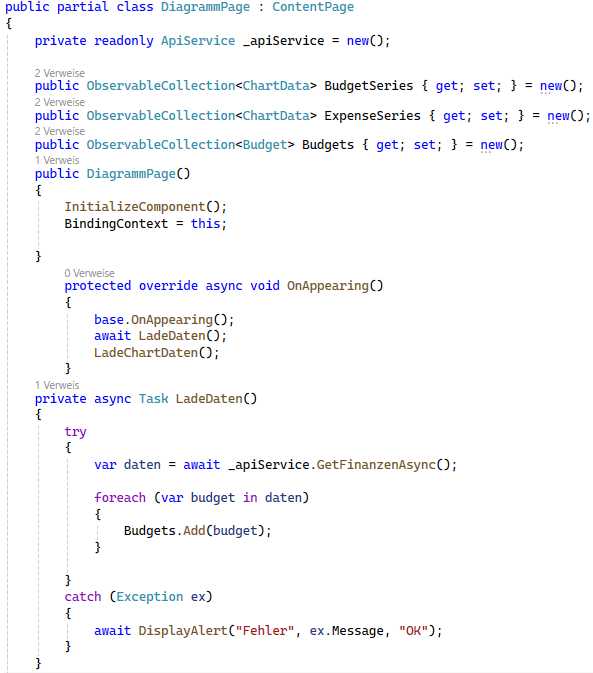 public partial class DiagrammPage : ContentPage
{
private readonly ApiService _apiService = new();
2 Verweise
public ObservableCollection<ChartData> BudgetSeries { get; set; } = new();
2 Verweise
public ObservableCollection<ChartData> ExpenseSeries { get; set; } = new();
2 Verweise
public ObservableCollection<Budget> Budgets { get; set; } = new();
1 Verweis
public DiagrammPage()
{
InitializeComponent();
BindingContext = this;
}
0 Verweise
protected override async void OnAppearing()
{
base.OnAppearing();
await LadeDaten();
LadeChartDaten();
}
1 Verweis
private async Task LadeDaten()
{
try
{
var daten = await _apiService.GetFinanzenAsync();
foreach (var budget in daten)
{
Budgets.Add(budget);
}
}
catch (Exception ex)
{
await DisplayAlert("Fehler", ex.Message, "OK");
}
}